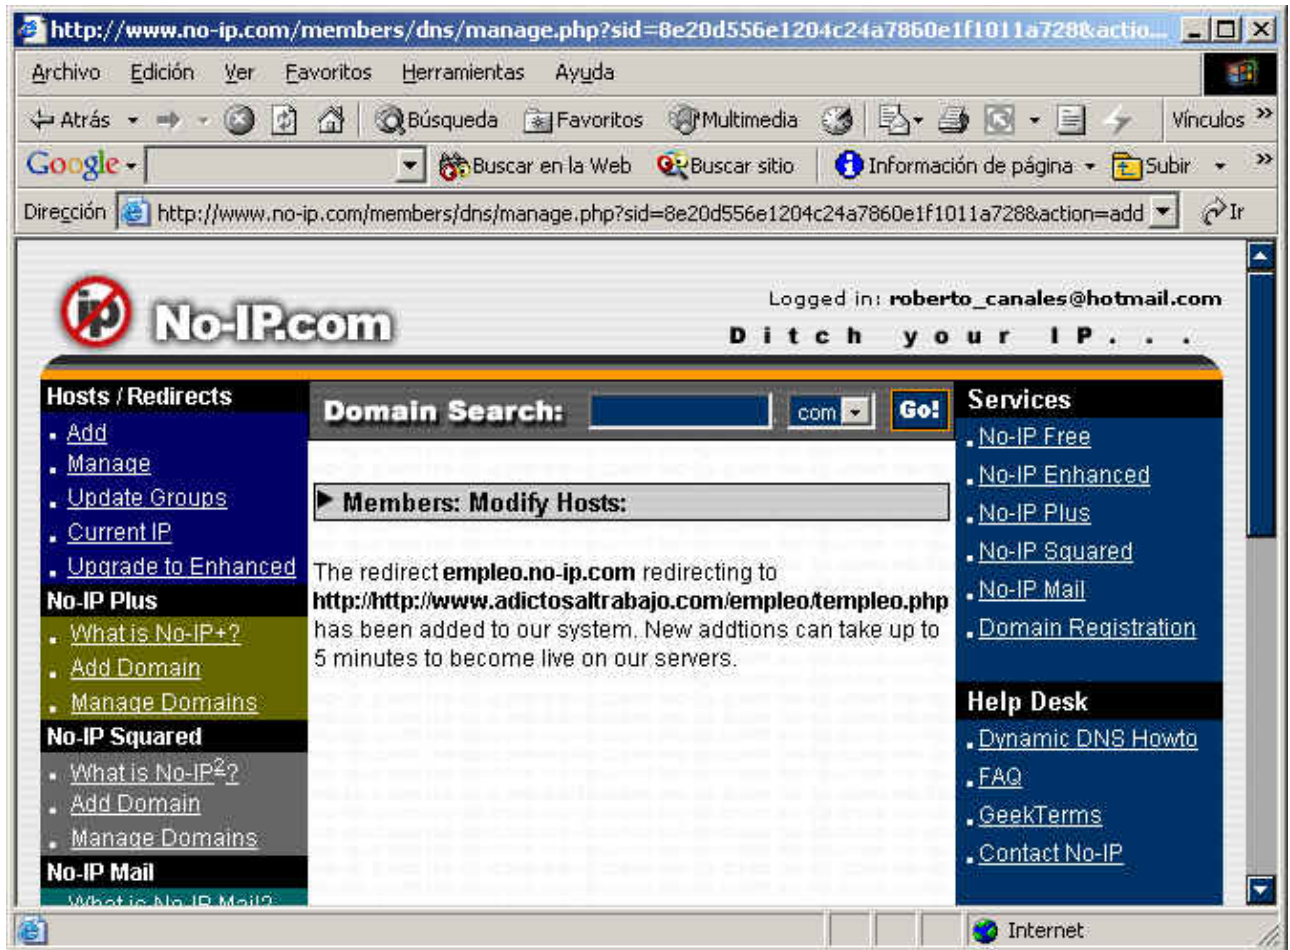 http://www.no-ip.com/members/dns/manage.php?sid=8e20d556e1204c24a7860e1f1011a728&actio...
Archivo Edición Ver Favoritos Herramientas Ayuda
Atrás Búsqueda Favoritos Multimedia Vínculos »
Google Buscar en la Web Buscar sitio Información de página Subir »
Dirección http://www.no-ip.com/members/dns/manage.php?sid=8e20d556e1204c24a7860e1f1011a728&action=add Ir
ip No-IP.com
Logged in: roberto_canales@hotmail.com
Ditch your IP...
Hosts / Redirects
Add
Manage
Update Groups
Current IP
Upgrade to Enhanced
No-IP Plus
What is No-IP+?
Add Domain
Manage Domains
No-IP Squared
What is No-IP2?
Add Domain
Manage Domains
No-IP Mail
What is No-IP Mail?
Domain Search: com Go!
Members: Modify Hosts:
The redirect empleo.no-ip.com redirecting to
http://http://www.adictosaltrabajo.com/empleo/templeo.php
has been added to our system. New addtions can take up to
5 minutes to become live on our servers.
Services
No-IP Free
No-IP Enhanced
No-IP Plus
No-IP Squared
No-IP Mail
Domain Registration
Help Desk
Dynamic DNS Howto
FAQ
GeekTerms
Contact No-IP
Internet